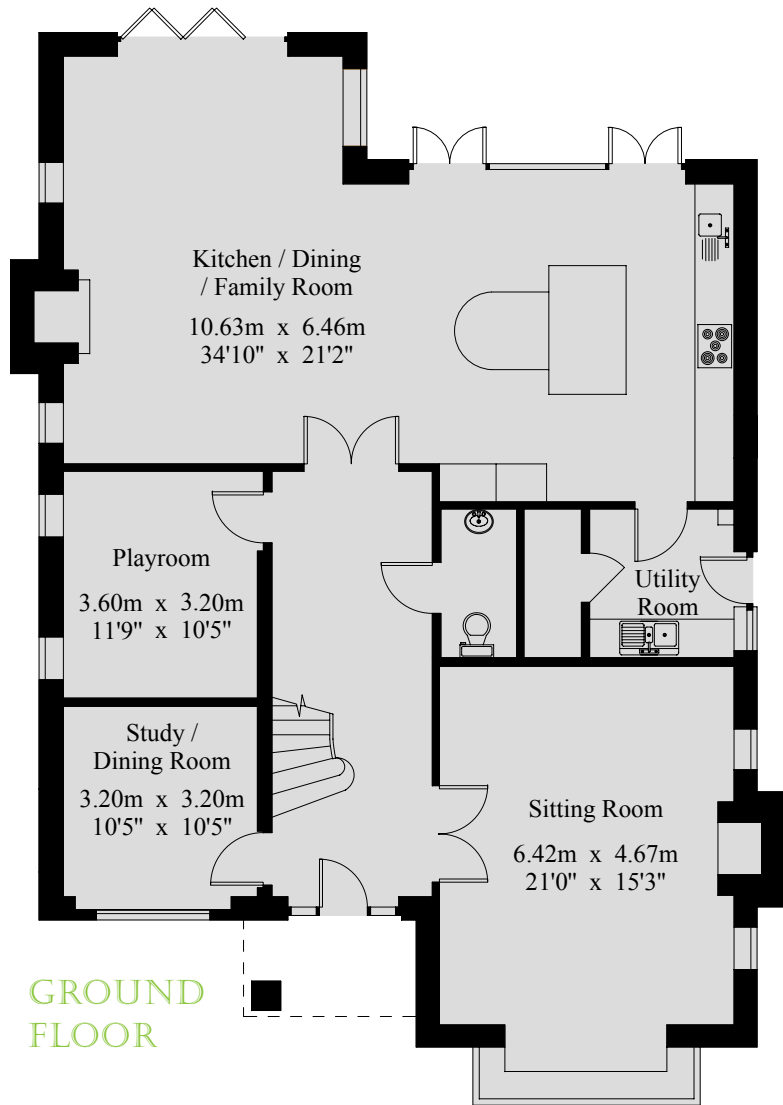 Kitchen / Dining
/ Family Room
10.63m x 6.46m
34'10" x 21'2"
Playroom
3.60m x 3.20m
11'9" x 10'5"
Utility
Room
Study /
Dining Room
3.20m x 3.20m
10'5" x 10'5"
Sitting Room
6.42m x 4.67m
21'0" x 15'3"
GROUND
FLOOR